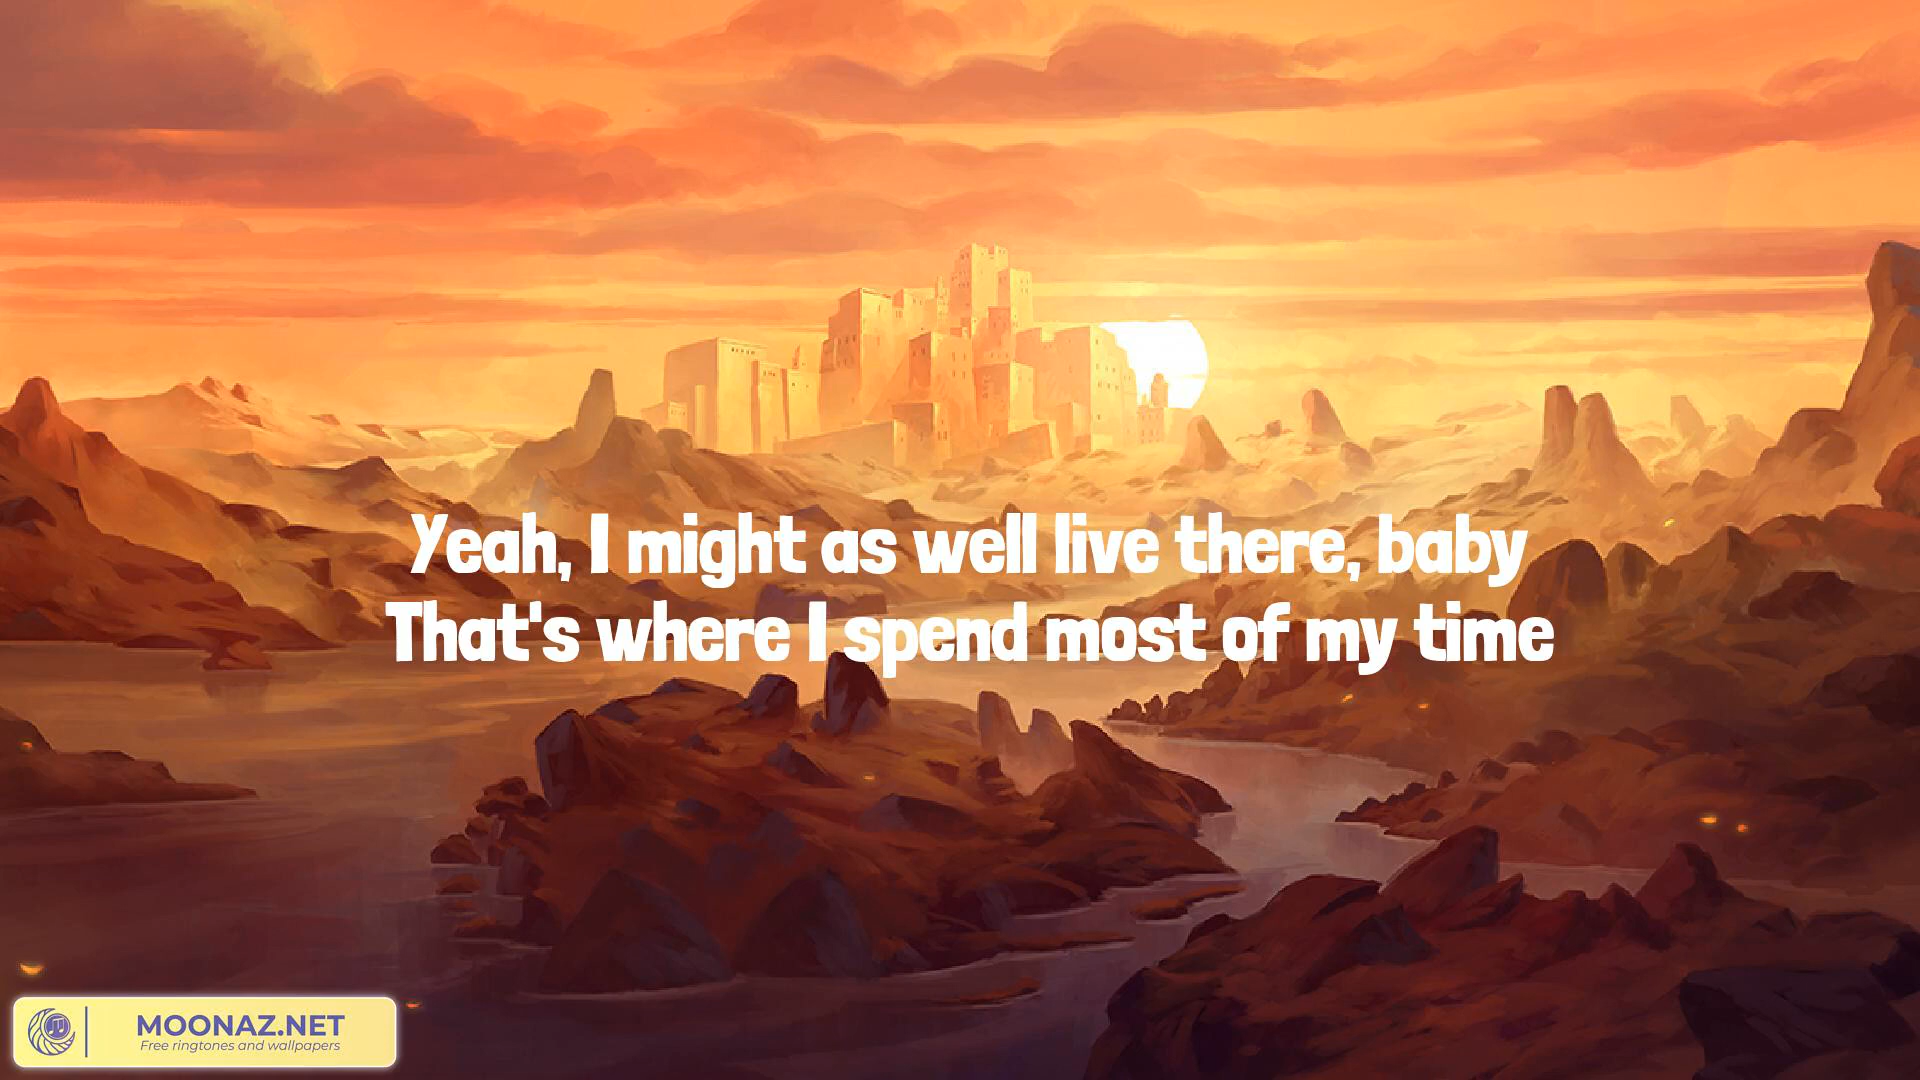 Yeah, I might as well live there, baby
That's where I spend most of my time
MOONAZ.NET
Free ringtones and wallpapers